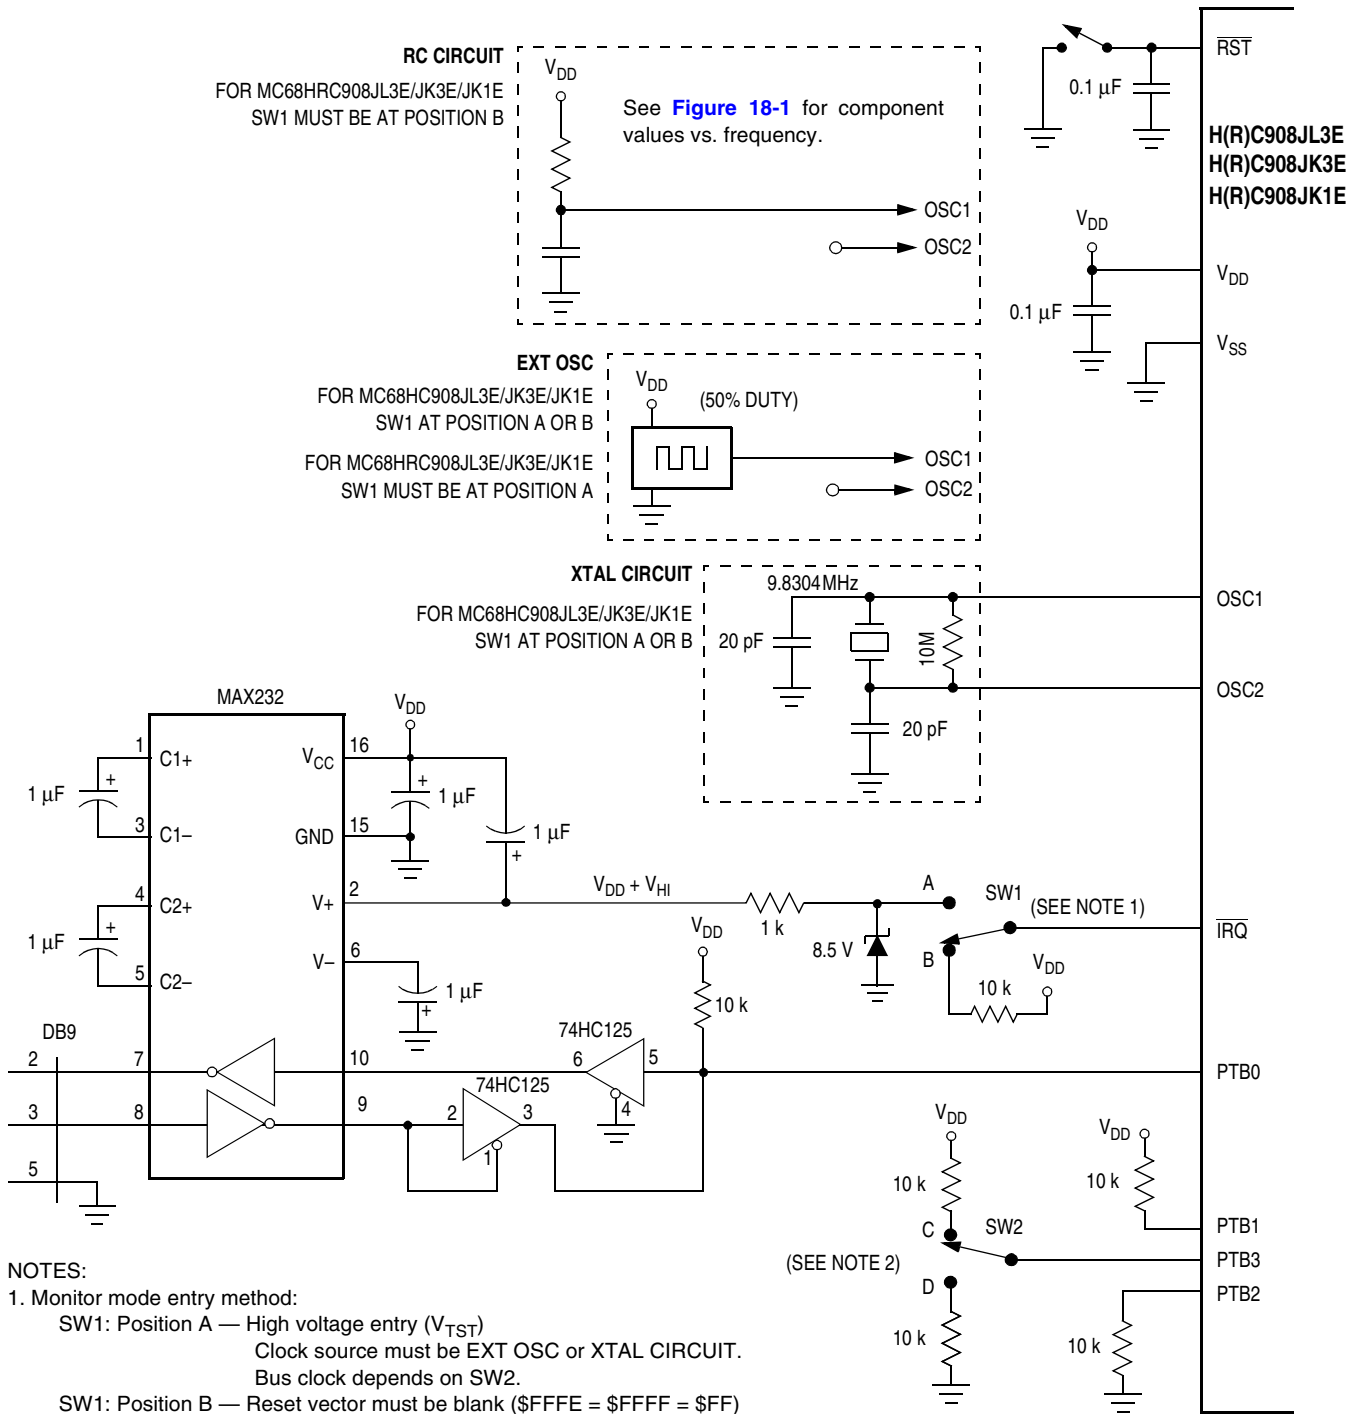 RC CIRCUIT
FOR MC68HRC908JL3E/JK3E/JK1E
SW1 MUST BE AT POSITION B
VDD
See Figure 18-1 for component
values vs. frequency.
OSC1
OSC2
RST
0.1 µF
H(R)C908JL3E
H(R)C908JK3E
H(R)C908JK1E
VDD
VDD
0.1 µF
VSS
EXT OSC
FOR MC68HC908JL3E/JK3E/JK1E
SW1 AT POSITION A OR B
FOR MC68HRC908JL3E/JK3E/JK1E
SW1 MUST BE AT POSITION A
VDD
(50% DUTY)
OSC1
OSC2
XTAL CIRCUIT
FOR MC68HC908JL3E/JK3E/JK1E
SW1 AT POSITION A OR B
9.8304MHz
20 pF
10M
20 pF
OSC1
OSC2
MAX232
1
C1+
1 µF
+
3
C1–
4
C2+
1 µF
+
5
C2–
VCC
16
VDD
+
1 µF
GND
15
1 µF
+
V+
2
VDD + VHI
1 k
8.5 V
V–
6
1 µF
+
A
SW1
(SEE NOTE 1)
B
VDD
10 k
IRQ
VDD
10 k
DB9
2
7
10
74HC125
6
5
4
PTB0
3
8
9
74HC125
2
3
1
5
VDD
10 k
C
SW2
(SEE NOTE 2)
D
10 k
VDD
10 k
PTB1
PTB3
PTB2
10 k
NOTES:
1. Monitor mode entry method:
SW1: Position A — High voltage entry (VTST)
Clock source must be EXT OSC or XTAL CIRCUIT.
Bus clock depends on SW2.
SW1: Position B — Reset vector must be blank ($FFFE = $FFFF = $FF)